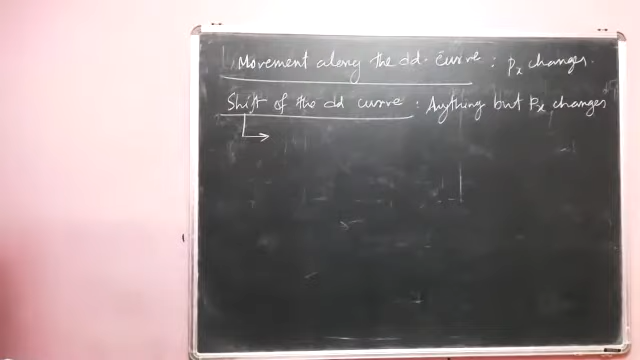 Movement along the dd. curve : Px changes.
Shift of the dd curve : Anything but Px changes